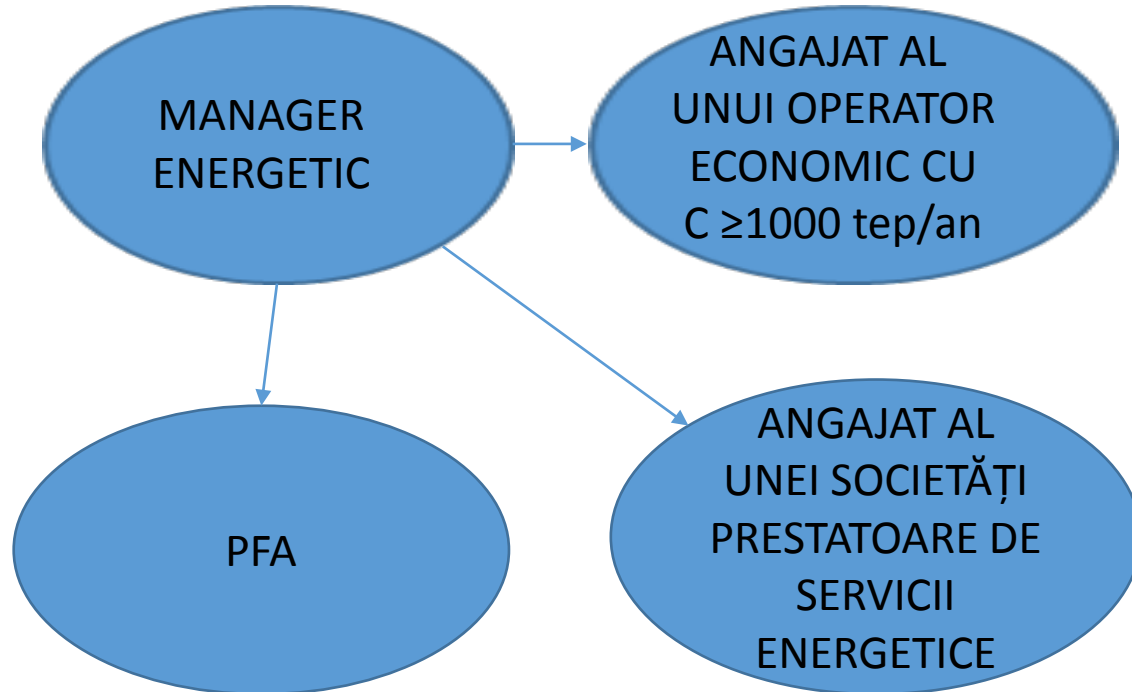 MANAGER
ENERGETIC
ANGAJAT AL
UNUI OPERATOR
ECONOMIC CU
C ≥1000 tep/an
PFA
ANGAJAT AL
UNEI SOCIETĂȚI
PRESTATOARE DE
SERVICII
ENERGETICE